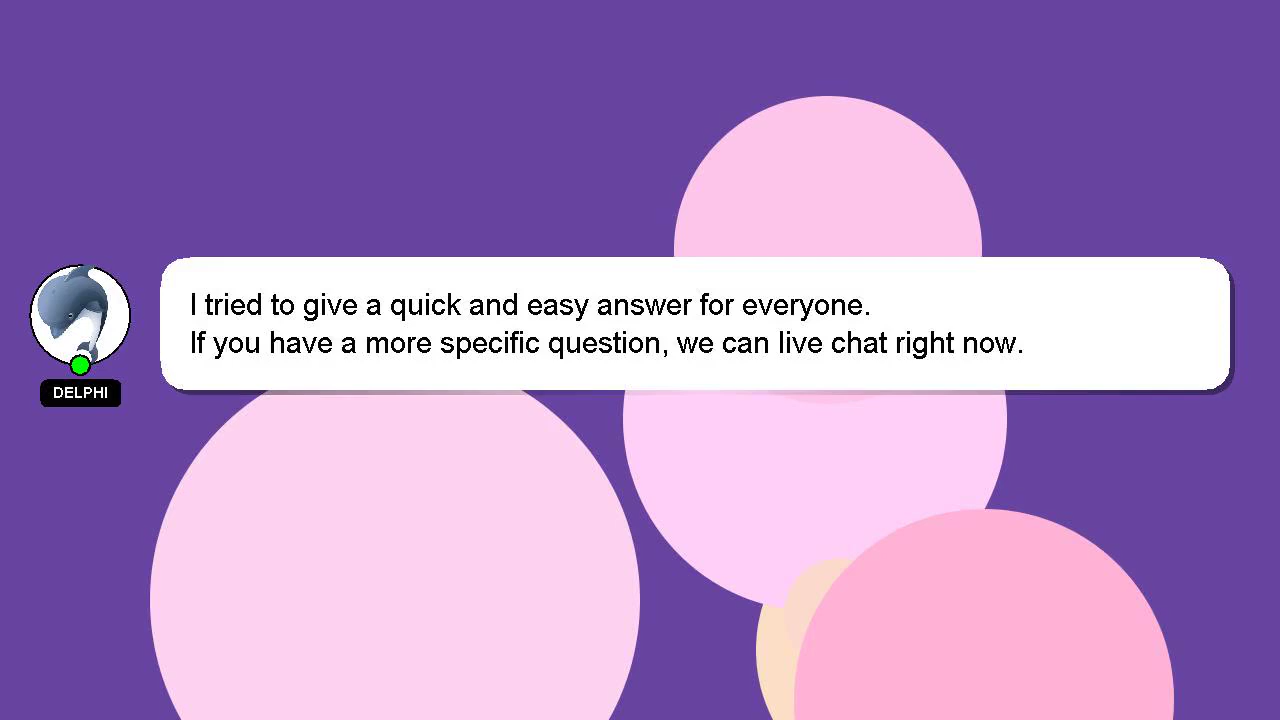 I tried to give a quick and easy answer for everyone.
If you have a more specific question, we can live chat right now.
DELPHI